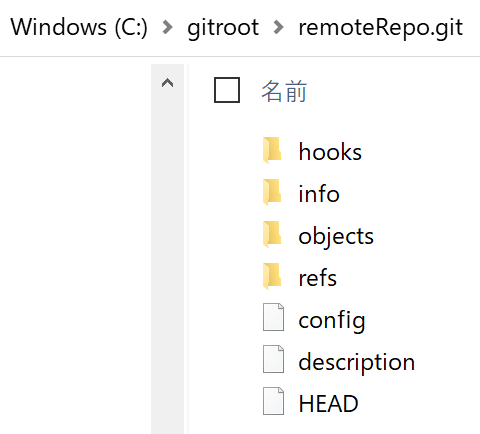 Windows (C:) > gitroot > remoteRepo.git
名前
hooks
info
objects
refs
config
description
HEAD